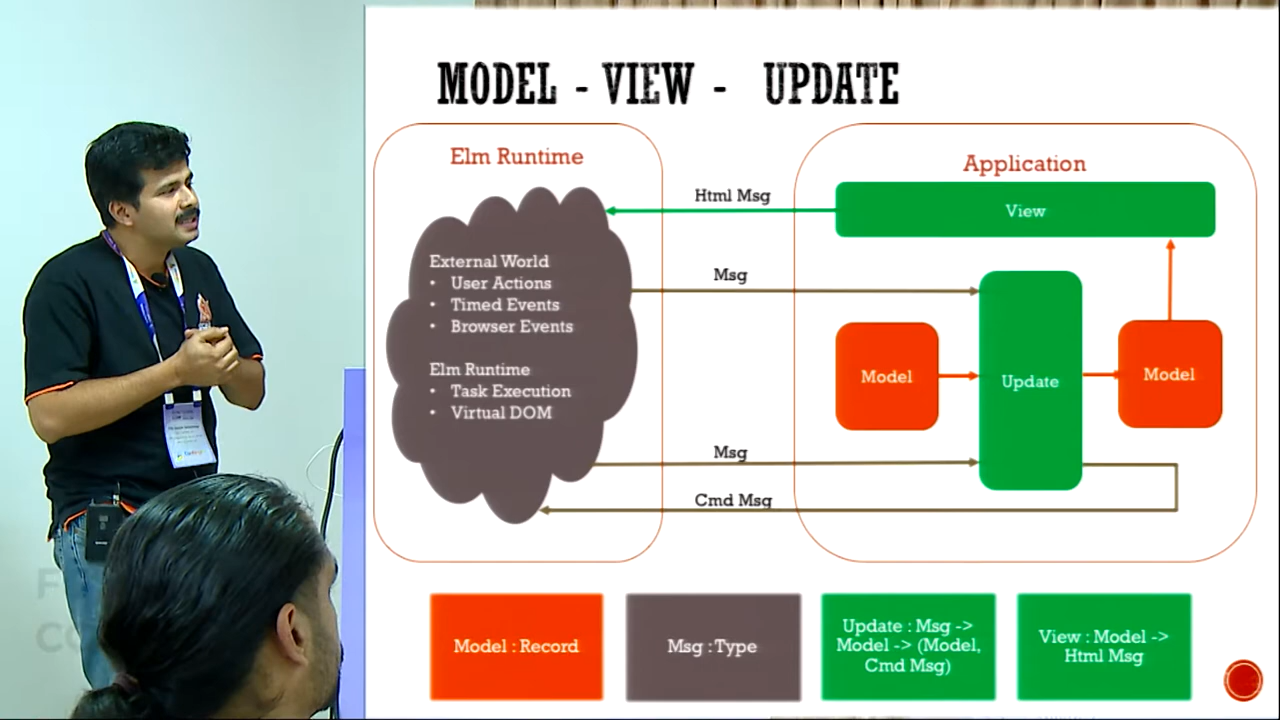 MODEL - VIEW - UPDATE
Elm Runtime
Application
Html Msg
View
External World
• User Actions
• Timed Events
• Browser Events
Msg
Model
Update
Model
Elm Runtime
• Task Execution
• Virtual DOM
Msg
Cmd Msg
Model : Record
Msg : Type
Update : Msg ->
Model -> (Model,
Cmd Msg)
View : Model ->
Html Msg